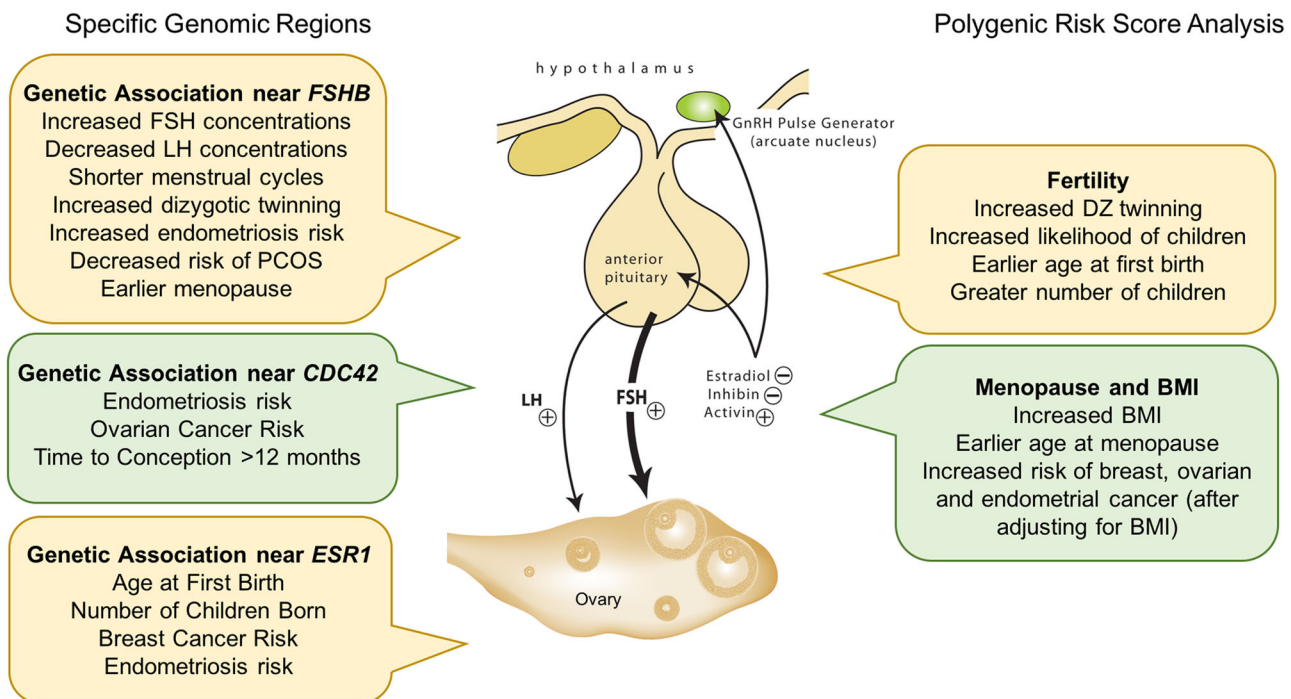 Specific Genomic Regions
Polygenic Risk Score Analysis
Genetic Association near FSHB
Increased FSH concentrations
Decreased LH concentrations
Shorter menstrual cycles
Increased dizygotic twinning
Increased endometriosis risk
Decreased risk of PCOS
Earlier menopause
Genetic Association near CDC42
Endometriosis risk
Ovarian Cancer Risk
Time to Conception >12 months
Genetic Association near ESR1
Age at First Birth
Number of Children Born
Breast Cancer Risk
Endometriosis risk
hypothalamus
GnRH Pulse Generator
(arcuate nucleus)
anterior
pituitary
LH
+
FSH
+
Estradiol −
Inhibin −
Activin +
Ovary
Fertility
Increased DZ twinning
Increased likelihood of children
Earlier age at first birth
Greater number of children
Menopause and BMI
Increased BMI
Earlier age at menopause
Increased risk of breast, ovarian
and endometrial cancer (after
adjusting for BMI)